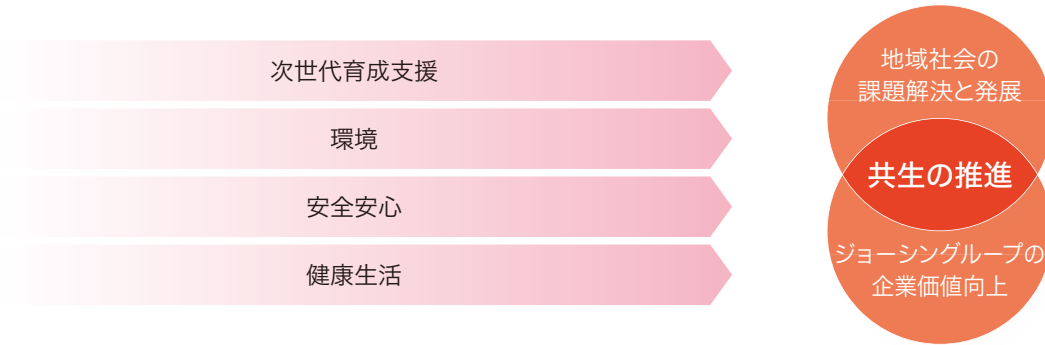 次世代育成支援
環境
安全安心
健康生活
地域社会の
課題解決と発展
共生の推進
ジョーシングループの
企業価値向上